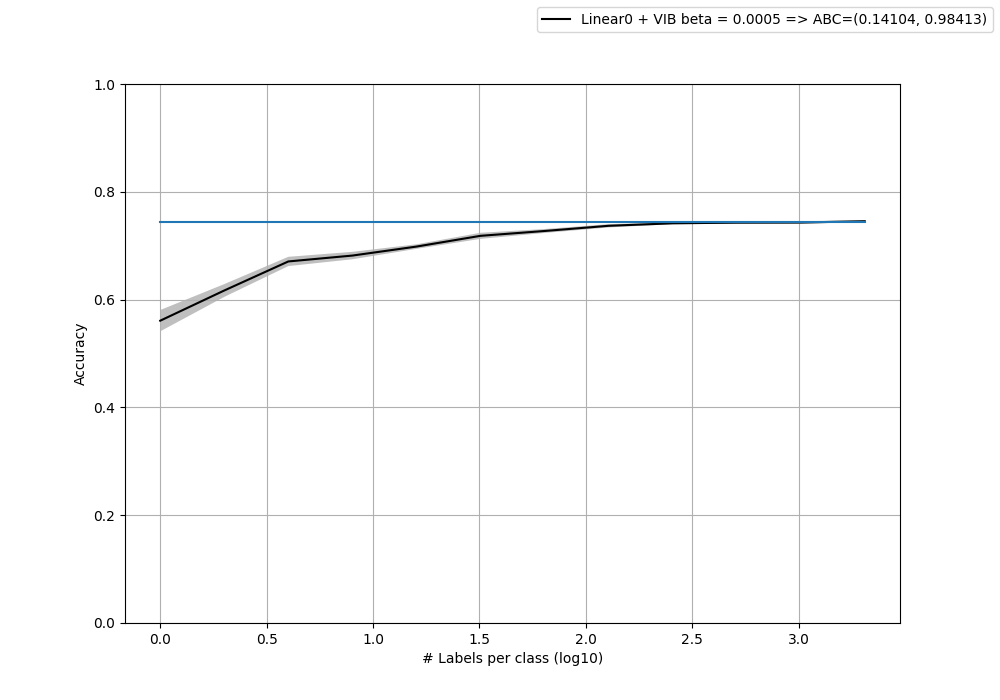 Linear0 + VIB beta = 0.0005 => ABC=(0.14104, 0.98413)
1.0
0.8
0.6
0.4
0.2
0.0
Accuracy
0.0 0.5 1.0 1.5 2.0 2.5 3.0
# Labels per class (log10)